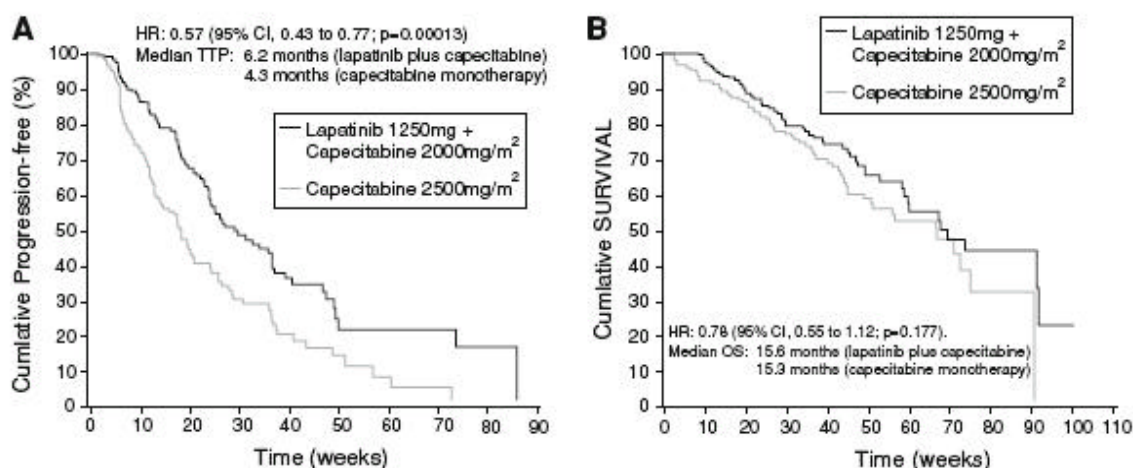 A
HR: 0.57 (95% CI, 0.43 to 0.77; p=0.00013)
Median TTP: 6.2 months (lapatinib plus capecitabine)
4.3 months (capecitabine monotherapy)
Lapatinib 1250mg +
Capecitabine 2000mg/m²
Capecitabine 2500mg/m²
Cumulative Progression-free (%)
100
90
80
70
60
50
40
30
20
10
0
0 10 20 30 40 50 60 70 80 90
Time (weeks)
B
Lapatinib 1250mg +
Capecitabine 2000mg/m²
Capecitabine 2500mg/m²
Cumlative SURVIVAL
100
90
80
70
60
50
40
30
20
10
0
HR: 0.78 (95% CI, 0.55 to 1.12; p=0.177).
Median OS: 15.6 months (lapatinib plus capecitabine)
15.3 months (capecitabine monotherapy)
0 10 20 30 40 50 60 70 80 90 100 110
Time (weeks)